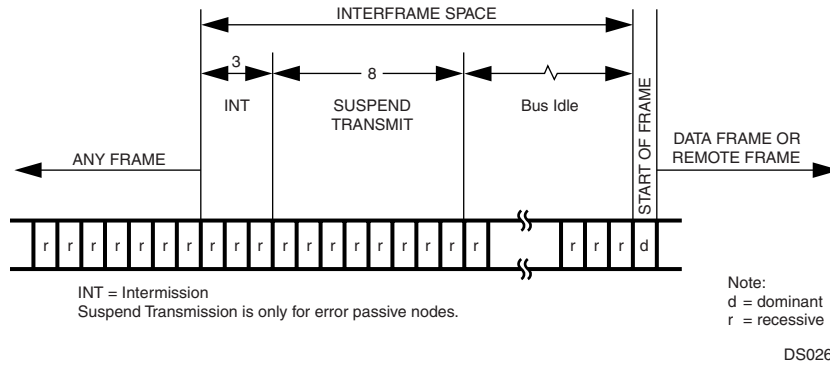 INTERFRAME SPACE
3
8
INT
SUSPEND
TRANSMIT
Bus Idle
START OF FRAME
ANY FRAME
DATA FRAME OR
REMOTE FRAME
r r r r r r r r r r r r r r r r r r r r r r d
INT = Intermission
Suspend Transmission is only for error passive nodes.
Note:
d = dominant
r = recessive
DS026